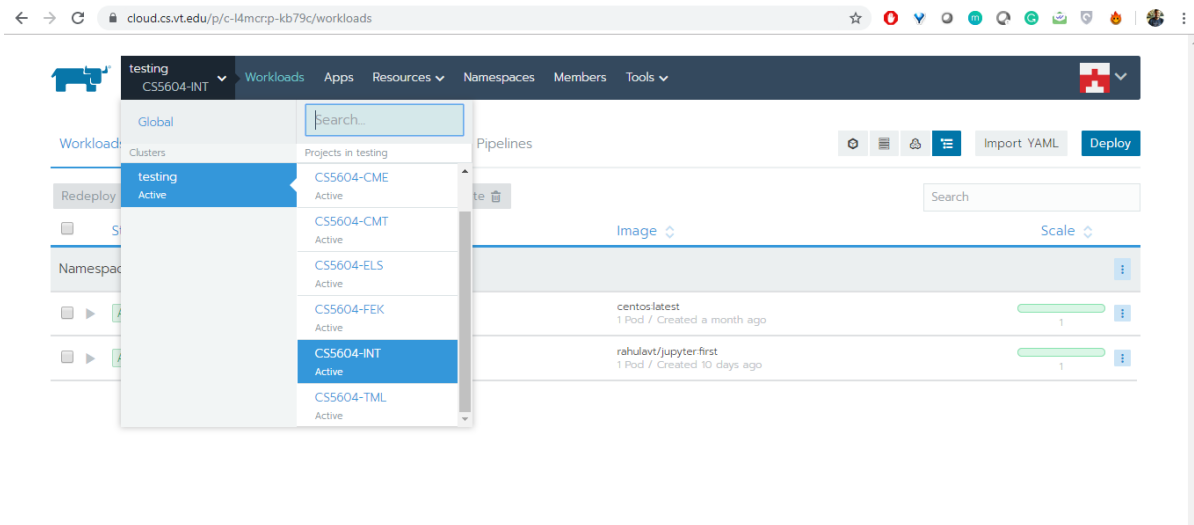 cloud.cs.vt.edu/p/c-l4mcr:p-kb79c/workloads
testing
CS5604-INT
Workloads Apps Resources Namespaces Members Tools
Global
Search...
Workloads Pipelines Import YAML Deploy
Clusters
Projects in testing
testing
Active
CS5604-CME
Active
CS5604-CMT
Active
CS5604-ELS
Active
CS5604-FEK
Active
CS5604-INT
Active
CS5604-TML
Active
Redeploy Search
Image Scale
centos:latest
1 Pod / Created a month ago
1
rahulavt/jupyter:first
1 Pod / Created 10 days ago
1